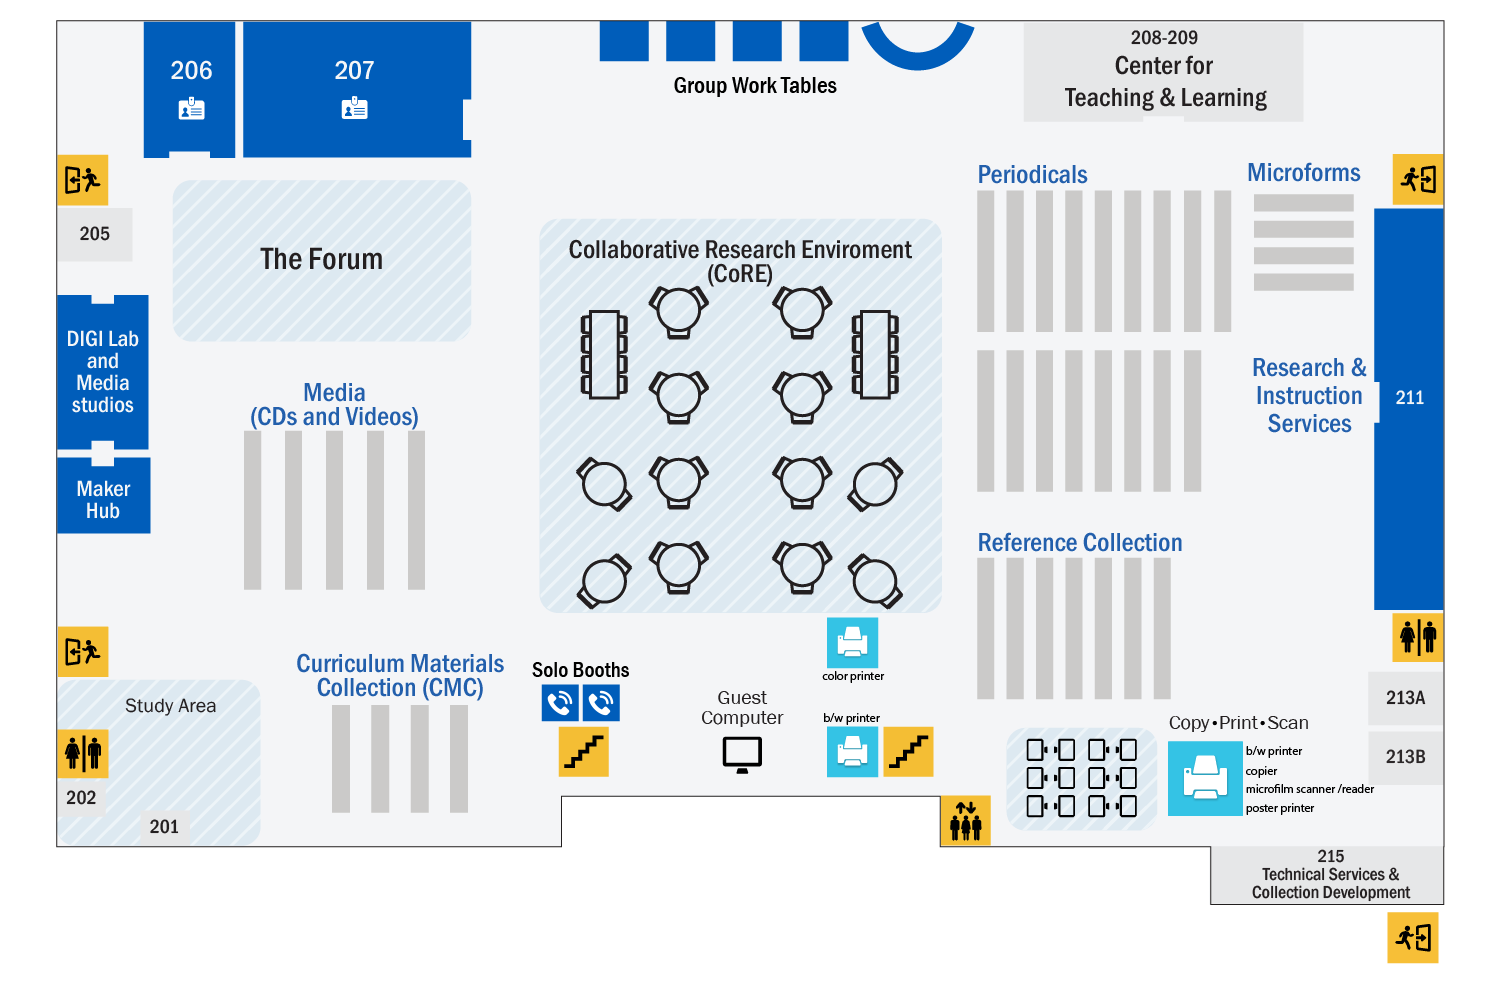 206
207
Group Work Tables
208-209
Center for
Teaching & Learning
205
The Forum
Collaborative Research Enviroment
(CoRE)
Periodicals
Microforms
DIGI Lab
and
Media
studios
Maker
Hub
Media
(CDs and Videos)
Research &
Instruction
Services
211
Reference Collection
Curriculum Materials
Collection (CMC)
Solo Booths
Guest
Computer
color printer
b/w printer
Study Area
202
201
Copy•Print•Scan
b/w printer
copier
microfilm scanner /reader
poster printer
213A
213B
215
Technical Services &
Collection Development